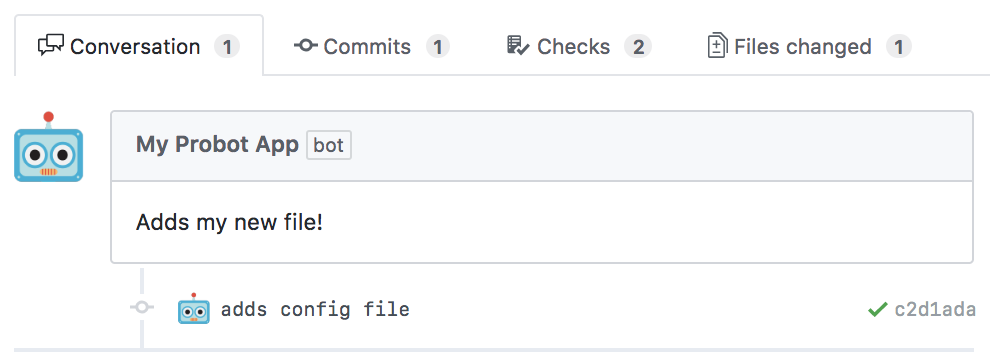 Conversation 1 Commits 1 Checks 2 Files changed 1
My Probot App bot
Adds my new file!
adds config file c2d1ada